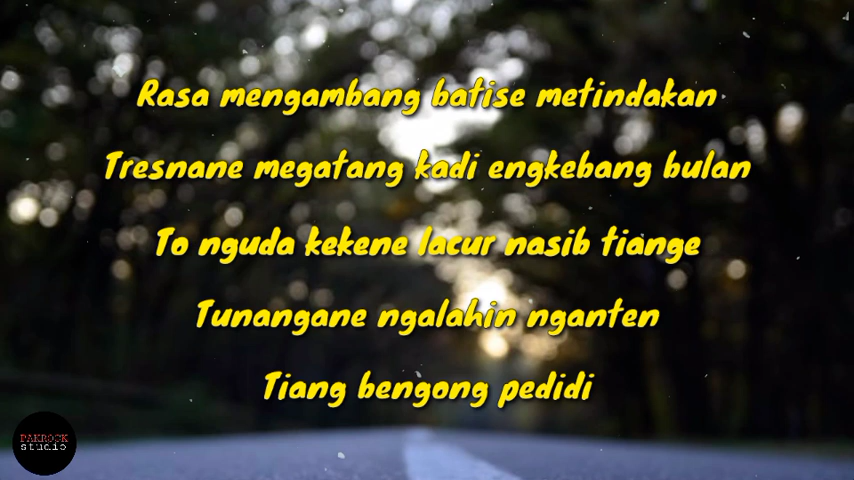 Rasa mengambang batise metindakan
Tresnane megatang kadi engkebang bulan
To nguda kekene lacur nasib tiange
Tunangane ngalahin nganten
Tiang bengong pedidi
PAKROCK
studio